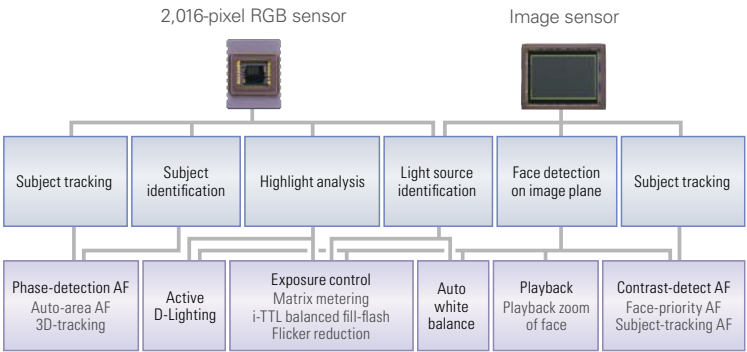 2,016-pixel RGB sensor
Image sensor
Subject tracking
Subject
identification
Highlight analysis
Light source
identification
Face detection
on image plane
Subject tracking
Phase-detection AF
Auto-area AF
3D-tracking
Active
D-Lighting
Exposure control
Matrix metering
i-TTL balanced fill-flash
Flicker reduction
Auto
white
balance
Playback
Playback zoom
of face
Contrast-detect AF
Face-priority AF
Subject-tracking AF